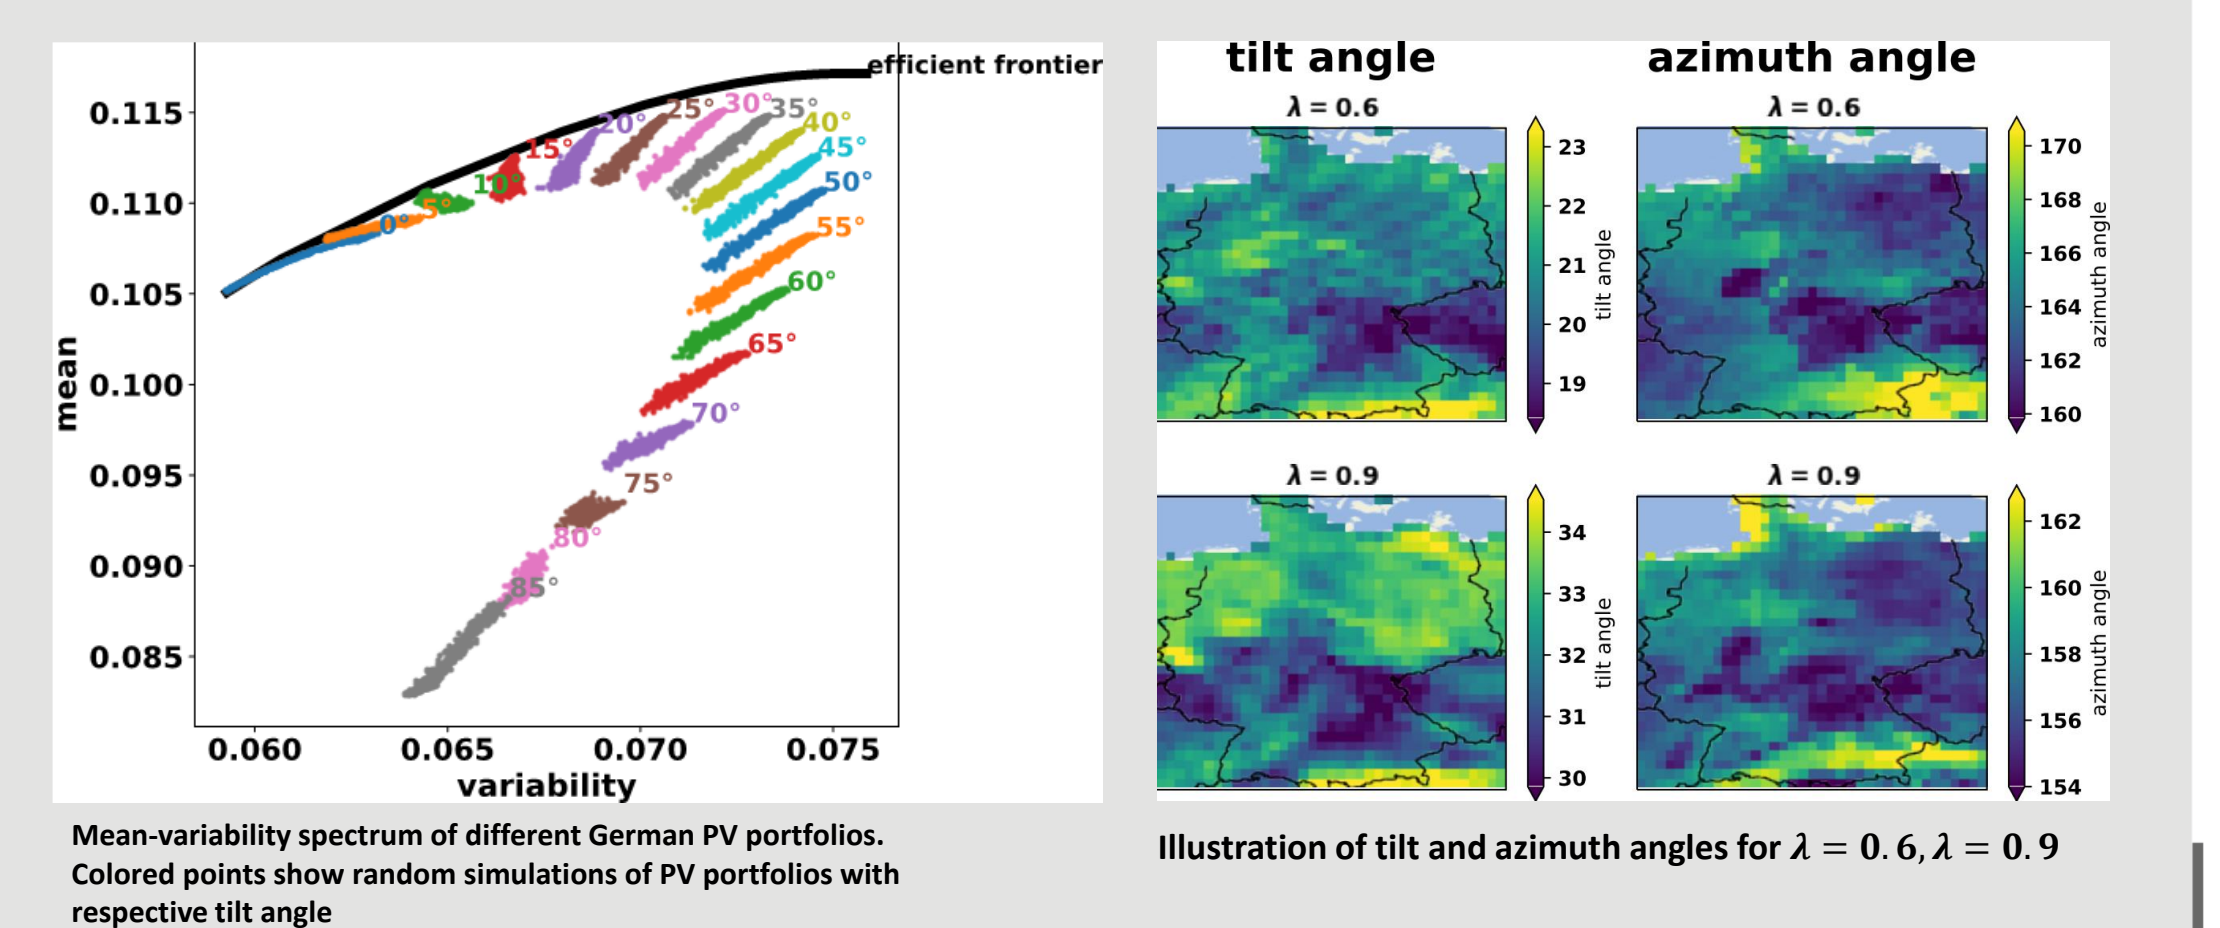 efficient frontier
0.115
0.110
0.105
0.100
0.095
0.090
0.085
mean
0°
5°
10°
15°
20°
25°
30°
35°
40°
45°
50°
55°
60°
65°
70°
75°
80°
85°
0.060 0.065 0.070 0.075
variability
Mean-variability spectrum of different German PV portfolios.
Colored points show random simulations of PV portfolios with
respective tilt angle
tilt angle
λ = 0.6
23
22
21
20
19
tilt angle
azimuth angle
λ = 0.6
170
168
166
164
162
160
azimuth angle
λ = 0.9
34
33
32
31
30
tilt angle
λ = 0.9
162
160
158
156
154
azimuth angle
Illustration of tilt and azimuth angles for λ = 0.6, λ = 0.9